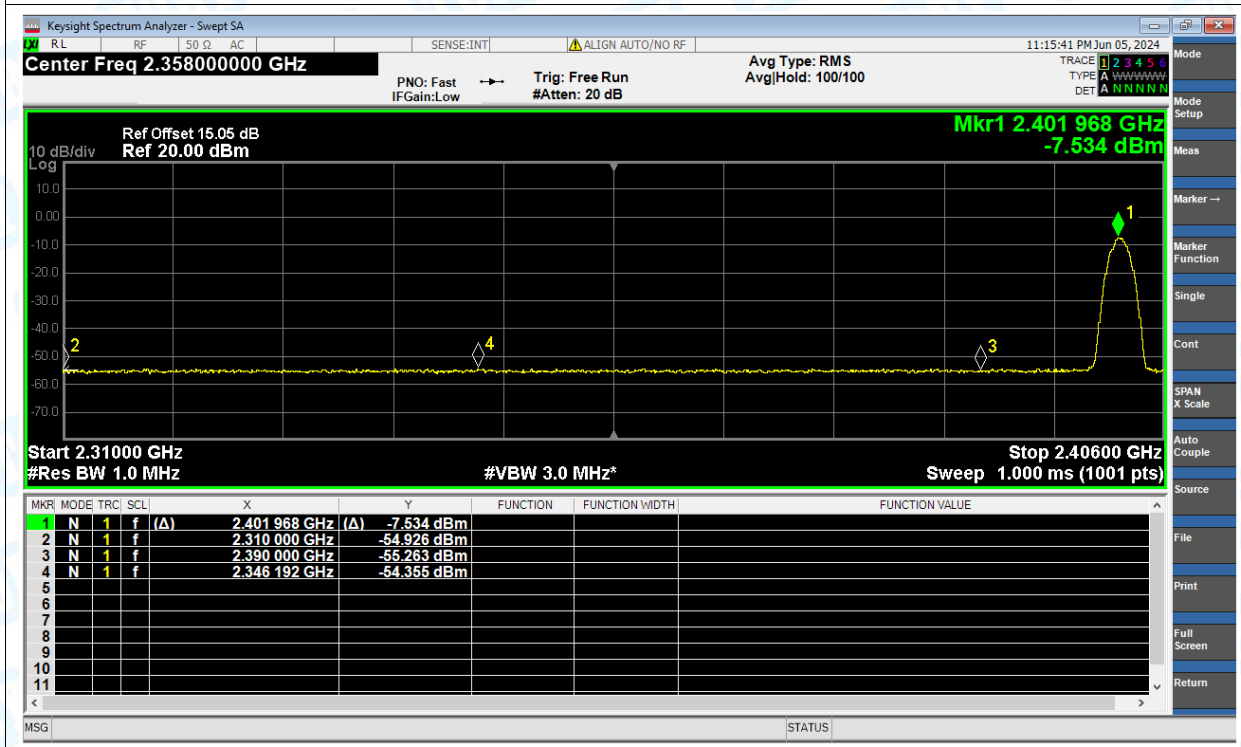 Keysight Spectrum Analyzer - Swept SA
LXI RL RF 50 Ω AC SENSE:INT ALIGN AUTO/NO RF 11:15:41 PM Jun 05, 2024
Center Freq 2.358000000 GHz
PNO: Fast
IFGain:Low
Trig: Free Run
#Atten: 20 dB
Avg Type: RMS
Avg|Hold: 100/100
TRACE 1 2 3 4 5 6
TYPE A WWWWW
DET A N N N N N
Ref Offset 15.05 dB
Ref 20.00 dBm
10 dB/div
Log
Mkr1 2.401 968 GHz
-7.534 dBm
10.0
0.00
-10.0
-20.0
-30.0
-40.0
-50.0
-60.0
-70.0
1
2
4
3
Start 2.31000 GHz
Stop 2.40600 GHz
#Res BW 1.0 MHz
#VBW 3.0 MHz*
Sweep 1.000 ms (1001 pts)
MKR MODE TRC SCL X Y FUNCTION FUNCTION WIDTH FUNCTION VALUE
1 N 1 f (Δ) 2.401 968 GHz (Δ) -7.534 dBm
2 N 1 f 2.310 000 GHz -54.926 dBm
3 N 1 f 2.390 000 GHz -55.263 dBm
4 N 1 f 2.346 192 GHz -54.355 dBm
5
6
7
8
9
10
11
MSG
STATUS
Mode
Mode
Setup
Meas
Marker →
Marker
Function
Single
Cont
SPAN
X Scale
Auto
Couple
Source
File
Print
Full
Screen
Return